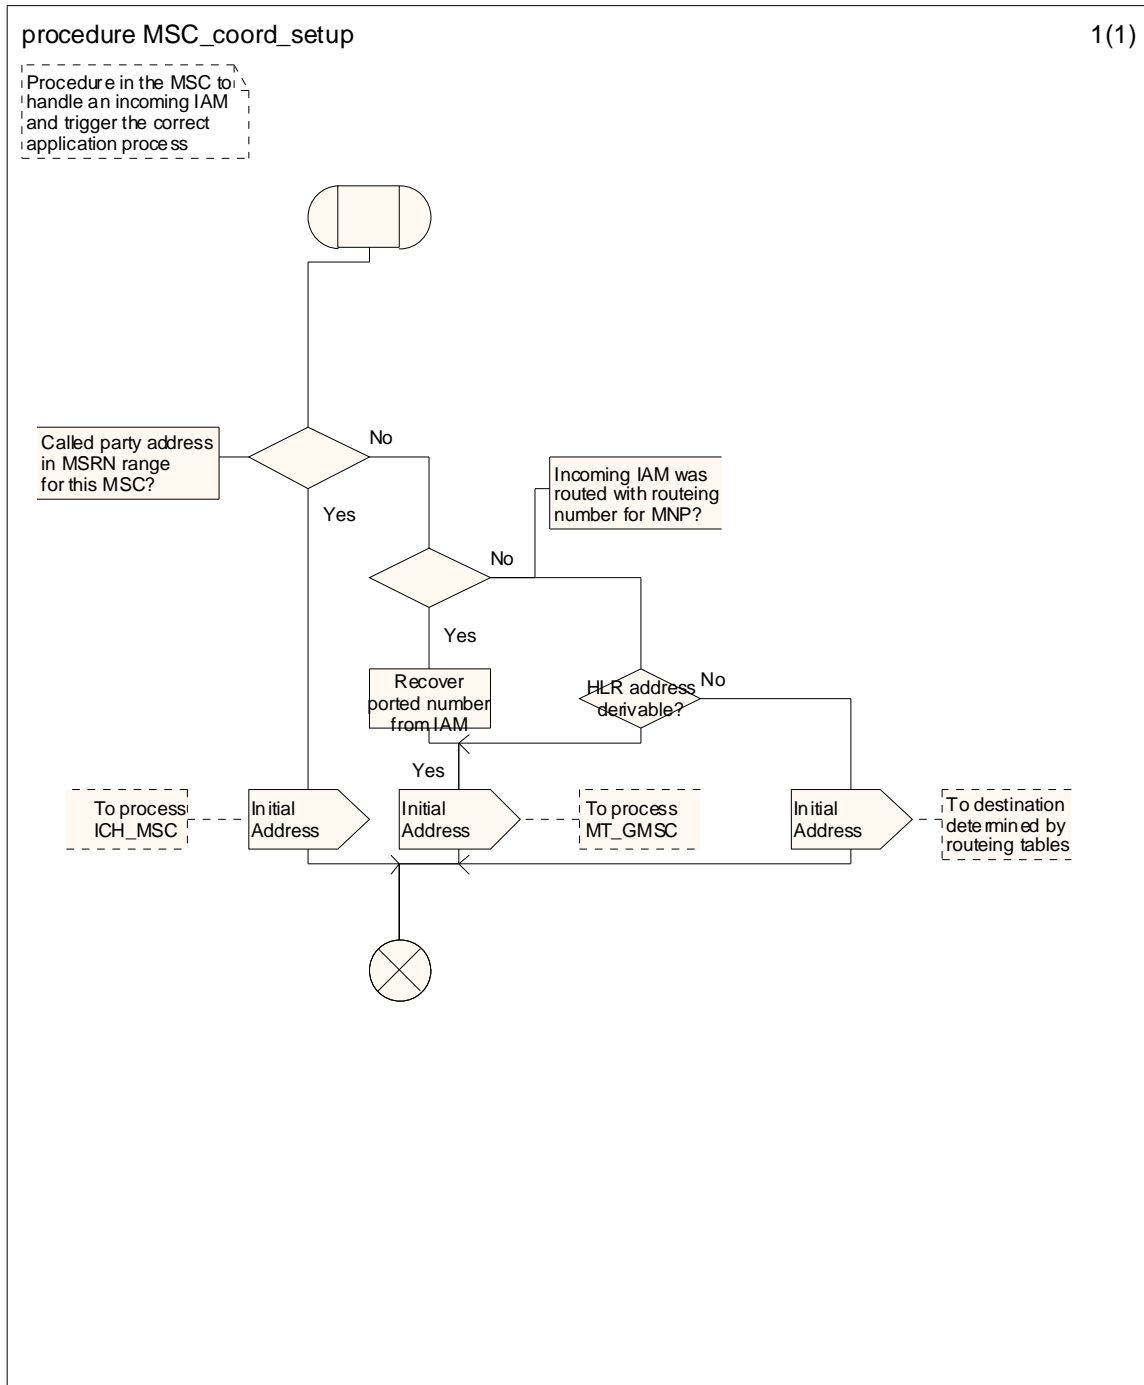 procedure MSC_coord_setup
1(1)
Procedure in the MSC to
handle an incoming IAM
and trigger the correct
application process
Called party address
in MSRN range
for this MSC?
No
Yes
Incoming IAM was
routed with routeing
number for MNP?
No
Yes
Recover
ported number
from IAM
HLR address
derivable?
No
Yes
To process
ICH_MSC
Initial
Address
Initial
Address
To process
MT_GMSC
Initial
Address
To destination
determined by
routeing tables